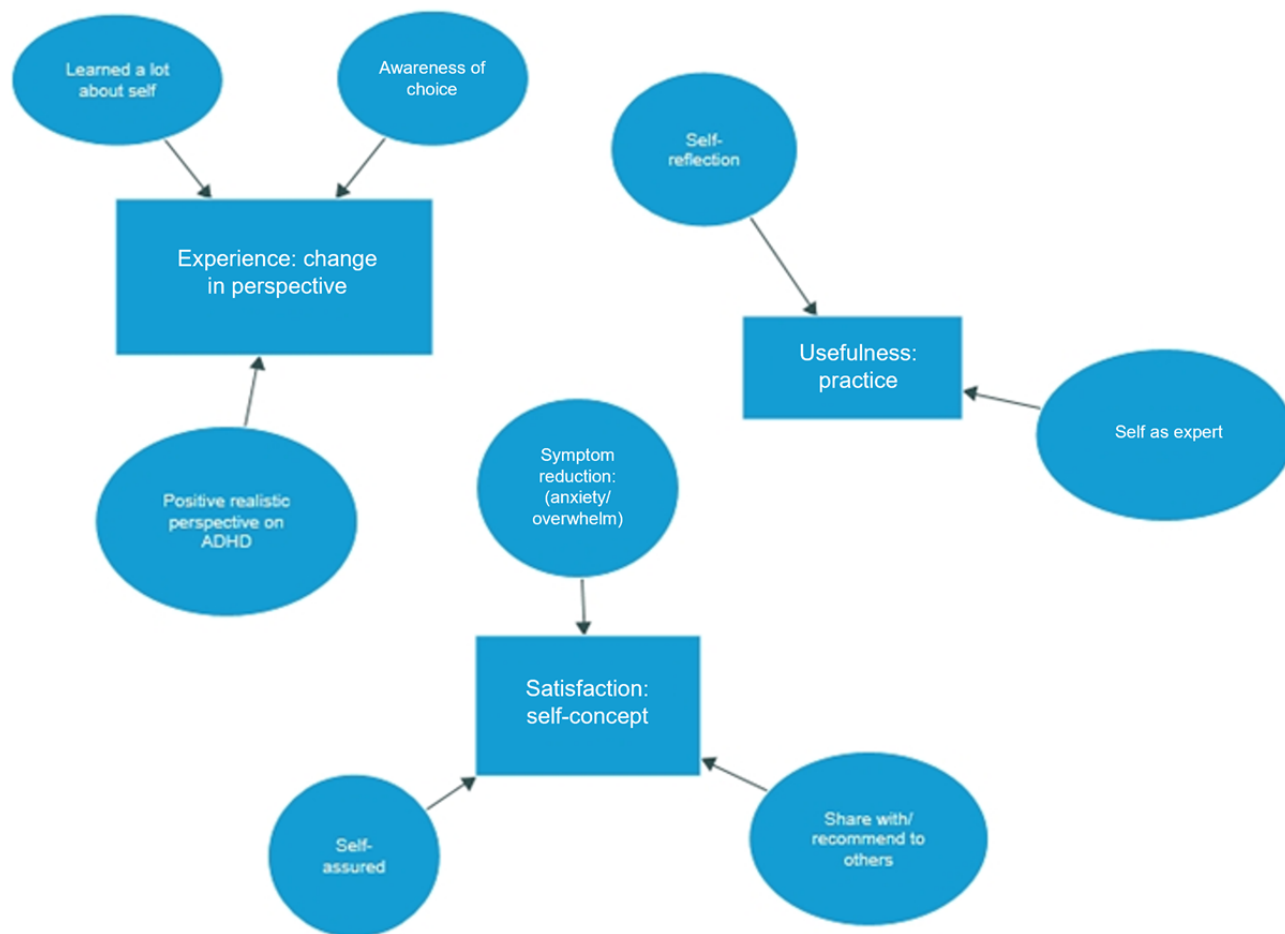 Learned a lot
about self
Awareness of
choice
Self-
reflection
Experience: change
in perspective
Usefulness:
practice
Self as expert
Symptom
reduction:
(anxiety/
overwhelm)
Positive realistic
perspective on
ADHD
Satisfaction:
self-concept
Self-
assured
Share with/
recommend to
others